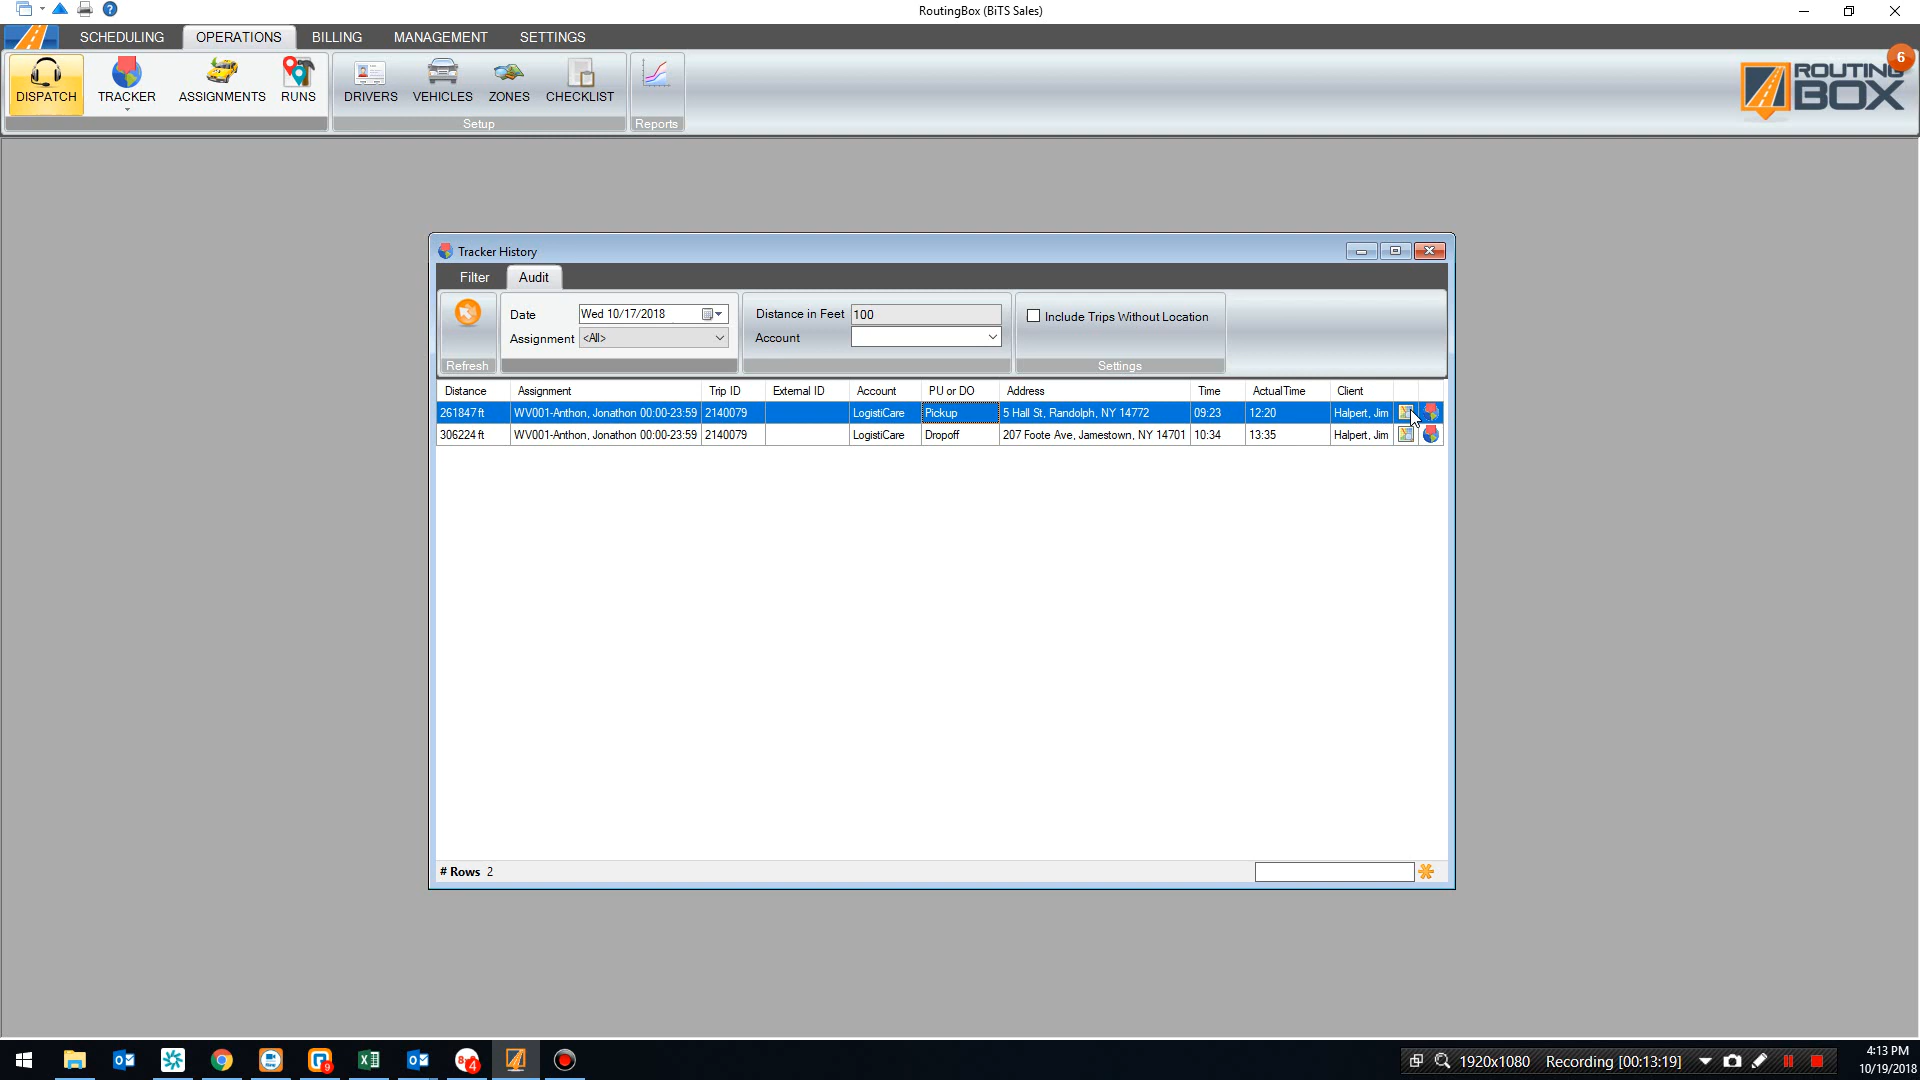 RoutingBox (BiTS Sales)
SCHEDULING OPERATIONS BILLING MANAGEMENT SETTINGS
DISPATCH TRACKER ASSIGNMENTS RUNS DRIVERS VEHICLES ZONES CHECKLIST
Setup Reports
ROUTING BOX
6
Tracker History
Filter Audit
Date Wed 10/17/2018 Distance in Feet 100 Include Trips Without Location
Assignment <All> Account
Refresh Settings
Distance Assignment Trip ID External ID Account PU or DO Address Time ActualTime Client
261847 ft WV001-Anthon, Jonathon 00:00-23:59 2140079 LogistiCare Pickup 5 Hall St, Randolph, NY 14772 09:23 12:20 Halpert, Jim
306224 ft WV001-Anthon, Jonathon 00:00-23:59 2140079 LogistiCare Dropoff 207 Foote Ave, Jamestown, NY 14701 10:34 13:35 Halpert, Jim
# Rows 2
9
8
4
1920x1080 Recording [00:13:19]
4:13 PM
10/19/2018